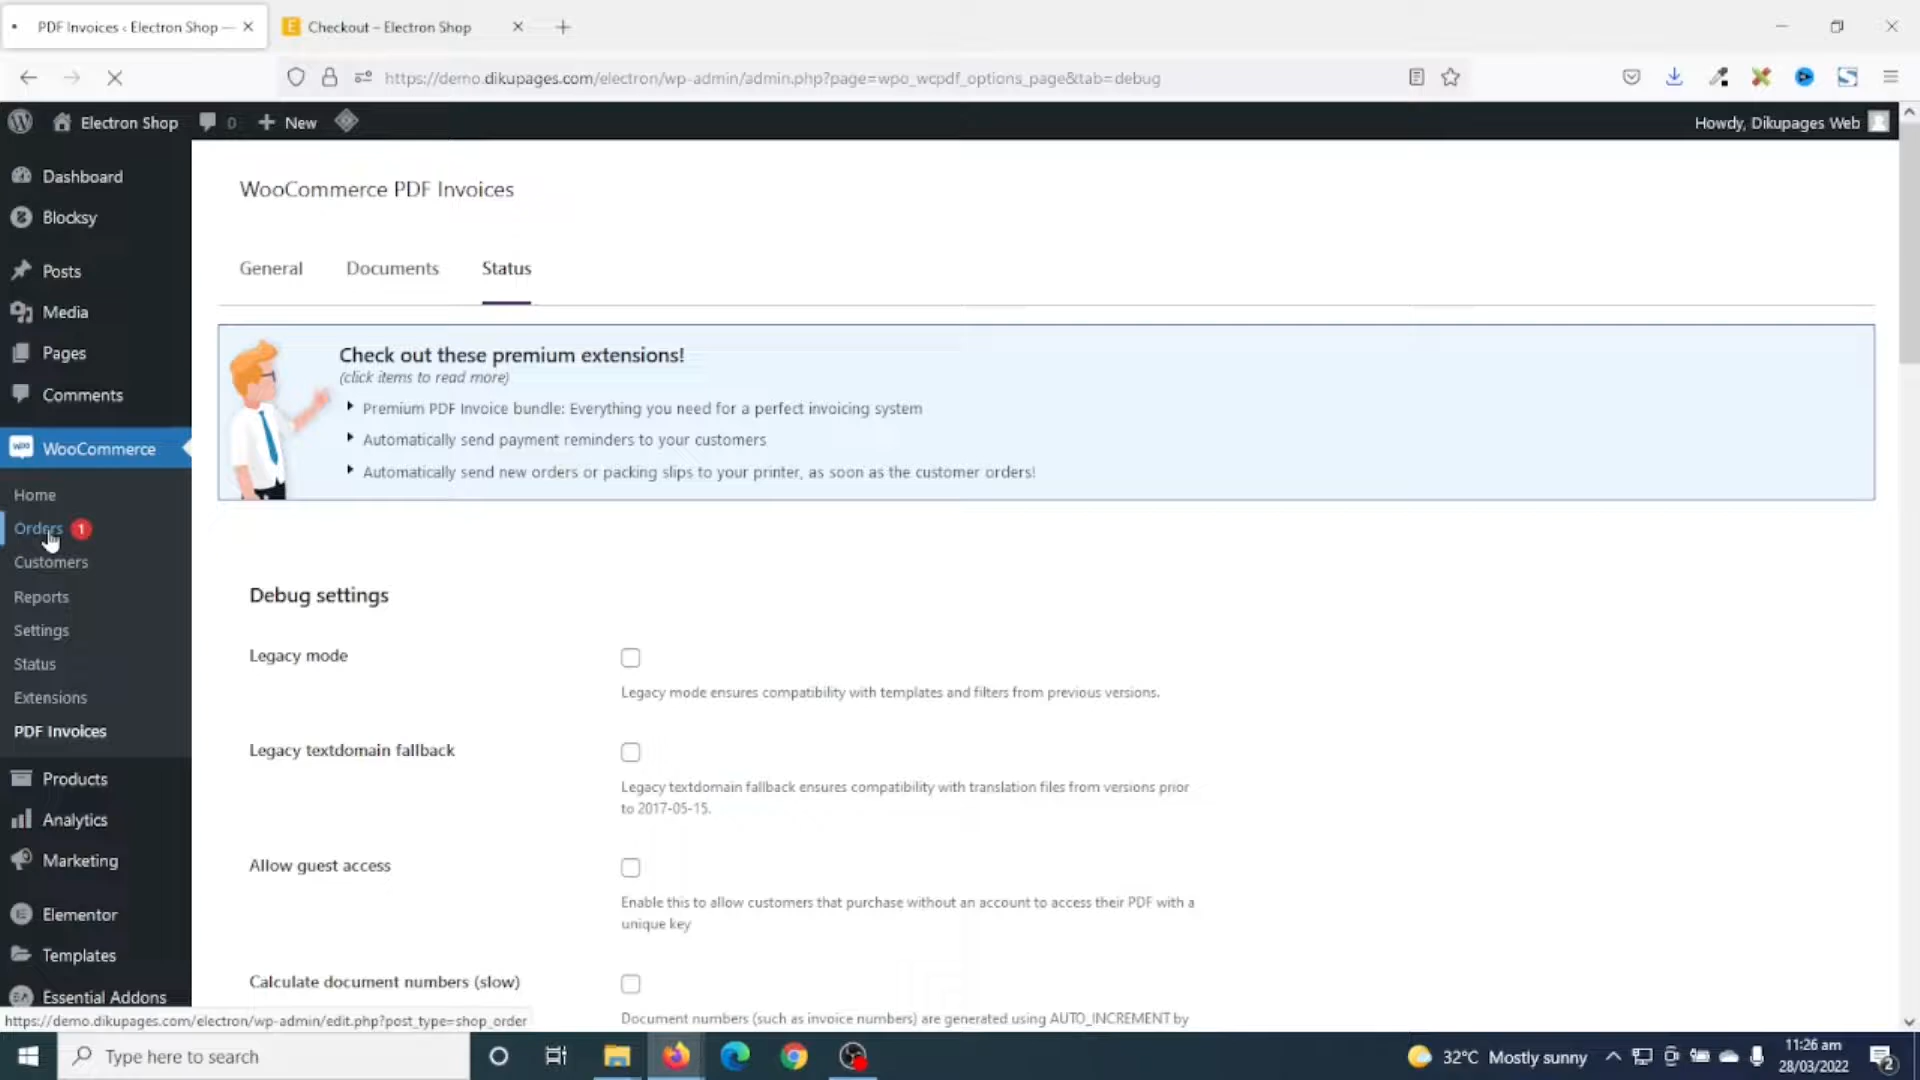 PDF Invoices ‹ Electron Shop —
Checkout – Electron Shop
https://demo.dikupages.com/electron/wp-admin/admin.php?page=wpo_wcpdf_options_page&tab=debug
Electron Shop
0
New
Howdy, Dikupages Web
Dashboard
Blocksy
Posts
Media
Pages
Comments
WooCommerce
Home
Orders 1
Customers
Reports
Settings
Status
Extensions
PDF Invoices
Products
Analytics
Marketing
Elementor
Templates
Essential Addons
WooCommerce PDF Invoices
General
Documents
Status
Check out these premium extensions!
(click items to read more)
Premium PDF Invoice bundle: Everything you need for a perfect invoicing system
Automatically send payment reminders to your customers
Automatically send new orders or packing slips to your printer, as soon as the customer orders!
Debug settings
Legacy mode
Legacy mode ensures compatibility with templates and filters from previous versions.
Legacy textdomain fallback
Legacy textdomain fallback ensures compatibility with translation files from versions prior
to 2017-05-15.
Allow guest access
Enable this to allow customers that purchase without an account to access their PDF with a
unique key
Calculate document numbers (slow)
Document numbers (such as invoice numbers) are generated using AUTO_INCREMENT by
https://demo.dikupages.com/electron/wp-admin/edit.php?post_type=shop_order
Type here to search
32°C Mostly sunny
11:26 am
28/03/2022
2